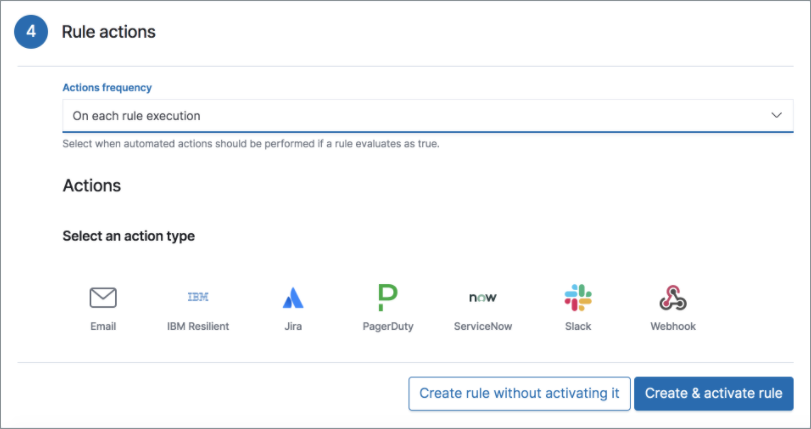 4 Rule actions
Actions frequency
On each rule execution
Select when automated actions should be performed if a rule evaluates as true.
Actions
Select an action type
IBM P now
Email IBM Resilient Jira PagerDuty ServiceNow Slack Webhook
Create rule without activating it Create & activate rule